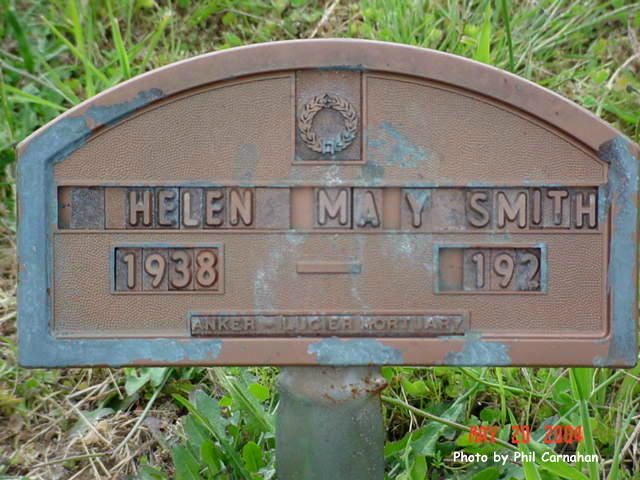 HELEN MAY SMITH
1938 — 192
ANKER - LUCIER MORTUARY
MAY 20 2004
Photo by Phil Carnahan